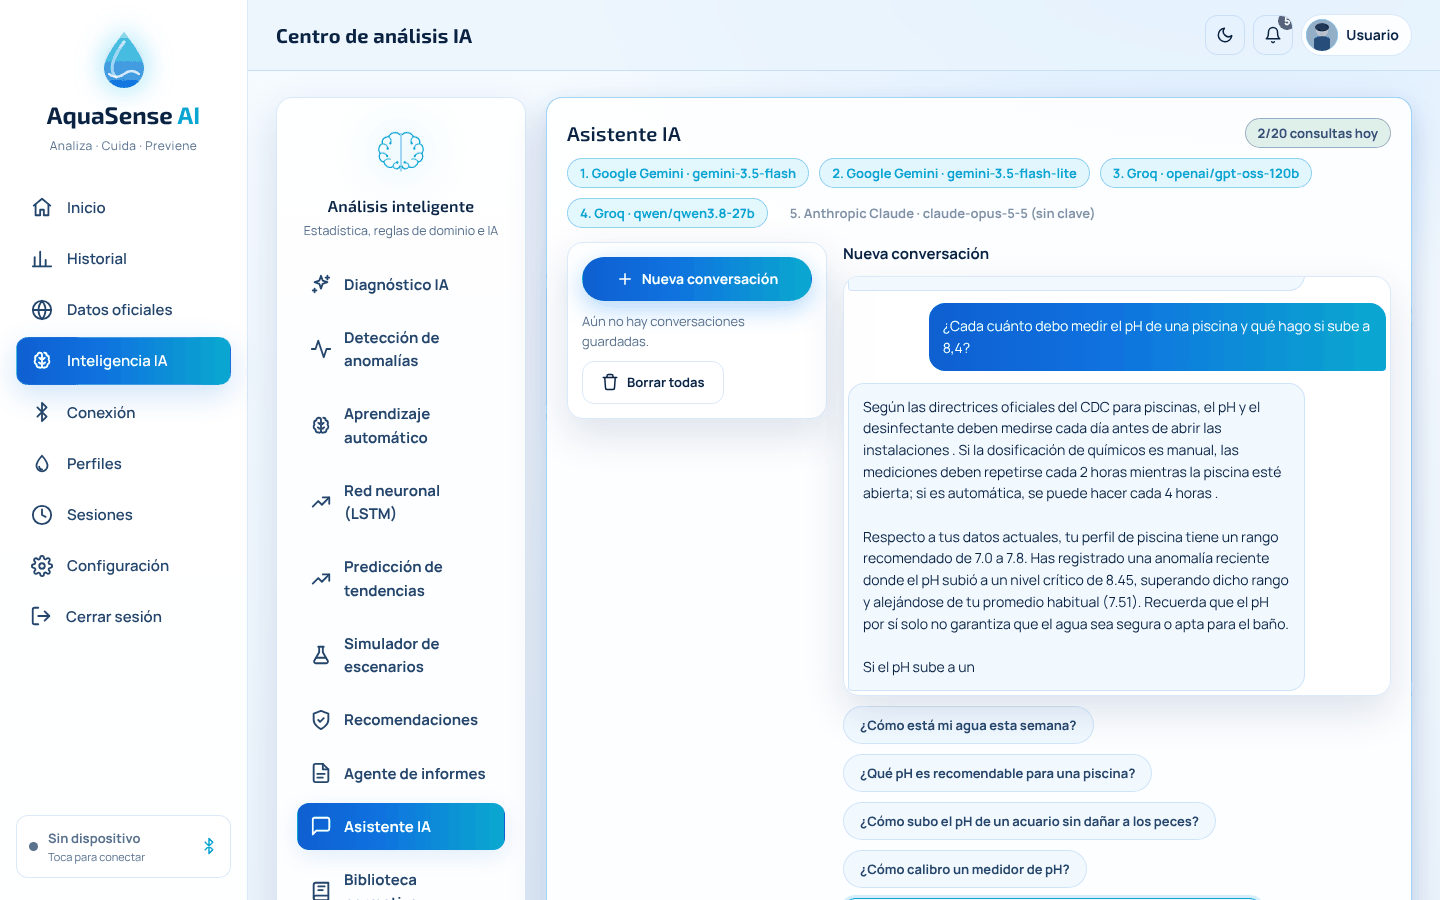 AquaSense AI
Analiza · Cuida · Previene
Inicio
Historial
Datos oficiales
Inteligencia IA
Conexión
Perfiles
Sesiones
Configuración
Cerrar sesión
Sin dispositivo
Toca para conectar
Centro de análisis IA
5
Usuario
Análisis inteligente
Estadística, reglas de dominio e IA
Diagnóstico IA
Detección de
anomalías
Aprendizaje
automático
Red neuronal
(LSTM)
Predicción de
tendencias
Simulador de
escenarios
Recomendaciones
Agente de informes
Asistente IA
Biblioteca
Asistente IA
2/20 consultas hoy
1. Google Gemini · gemini-3.5-flash
2. Google Gemini · gemini-3.5-flash-lite
3. Groq · openai/gpt-oss-120b
4. Groq · qwen/qwen3.8-27b
5. Anthropic Claude · claude-opus-5-5 (sin clave)
Nueva conversación
Aún no hay conversaciones
guardadas.
Borrar todas
Nueva conversación
¿Cada cuánto debo medir el pH de una piscina y qué hago si sube a
8,4?
Según las directrices oficiales del CDC para piscinas, el pH y el
desinfectante deben medirse cada día antes de abrir las
instalaciones . Si la dosificación de químicos es manual, las
mediciones deben repetirse cada 2 horas mientras la piscina esté
abierta; si es automática, se puede hacer cada 4 horas .
Respecto a tus datos actuales, tu perfil de piscina tiene un rango
recomendado de 7.0 a 7.8. Has registrado una anomalía reciente
donde el pH subió a un nivel crítico de 8.45, superando dicho rango
y alejándose de tu promedio habitual (7.51). Recuerda que el pH
por sí solo no garantiza que el agua sea segura o apta para el baño.
Si el pH sube a un
¿Cómo está mi agua esta semana?
¿Qué pH es recomendable para una piscina?
¿Cómo subo el pH de un acuario sin dañar a los peces?
¿Cómo calibro un medidor de pH?